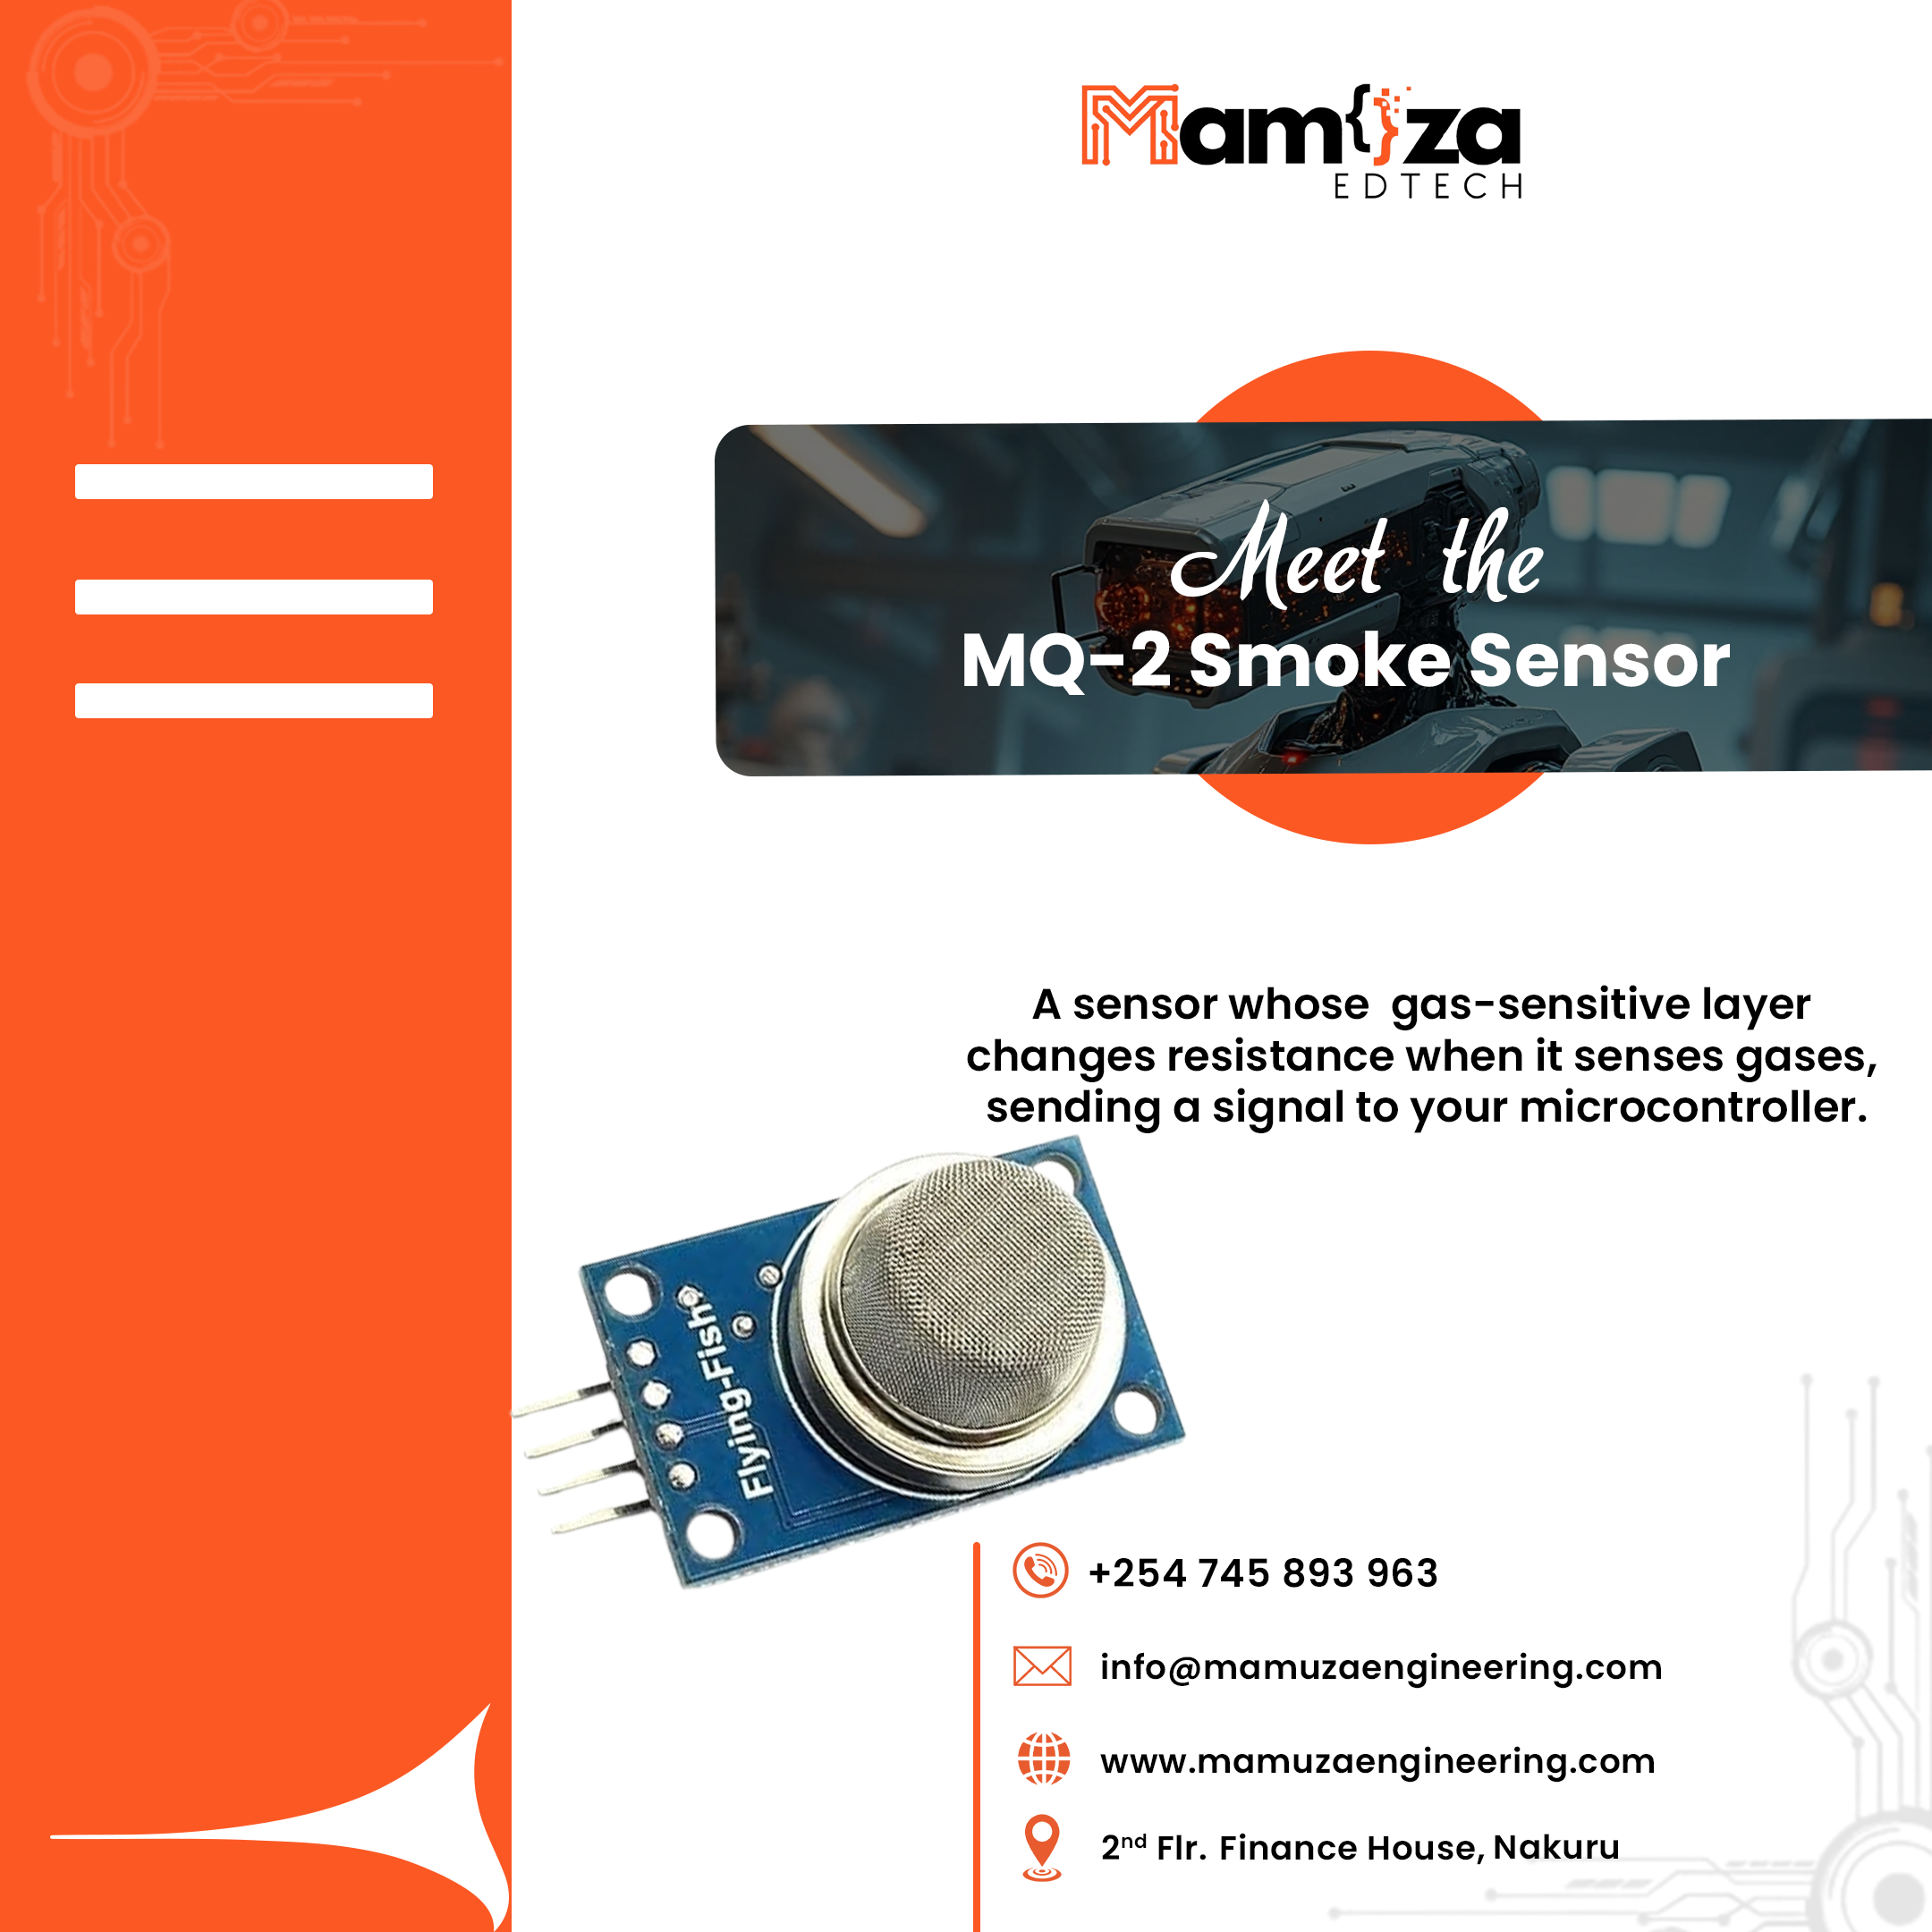 Mam{}za
EDTECH
Meet the
MQ-2 Smoke Sensor
A sensor whose gas-sensitive layer
changes resistance when it senses gases,
sending a signal to your microcontroller.
Flying-Fish
+254 745 893 963
info@mamuzaengineering.com
www.mamuzaengineering.com
2nd Flr. Finance House, Nakuru